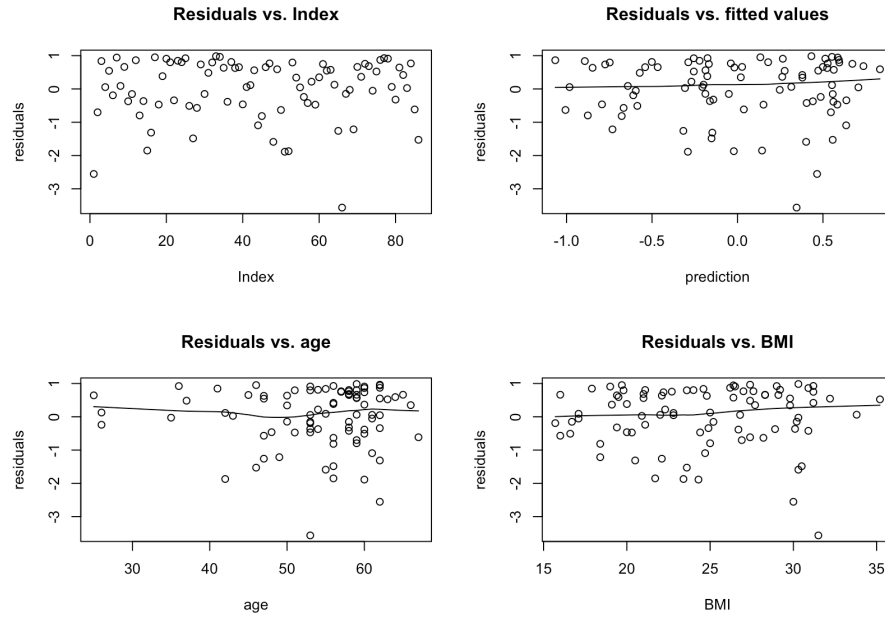 Residuals vs. Index
residuals
1
0
-1
-2
-3
0 20 40 60 80
Index
Residuals vs. fitted values
residuals
1
0
-1
-2
-3
-1.0 -0.5 0.0 0.5
prediction
Residuals vs. age
residuals
1
0
-1
-2
-3
30 40 50 60
age
Residuals vs. BMI
residuals
1
0
-1
-2
-3
15 20 25 30 35
BMI